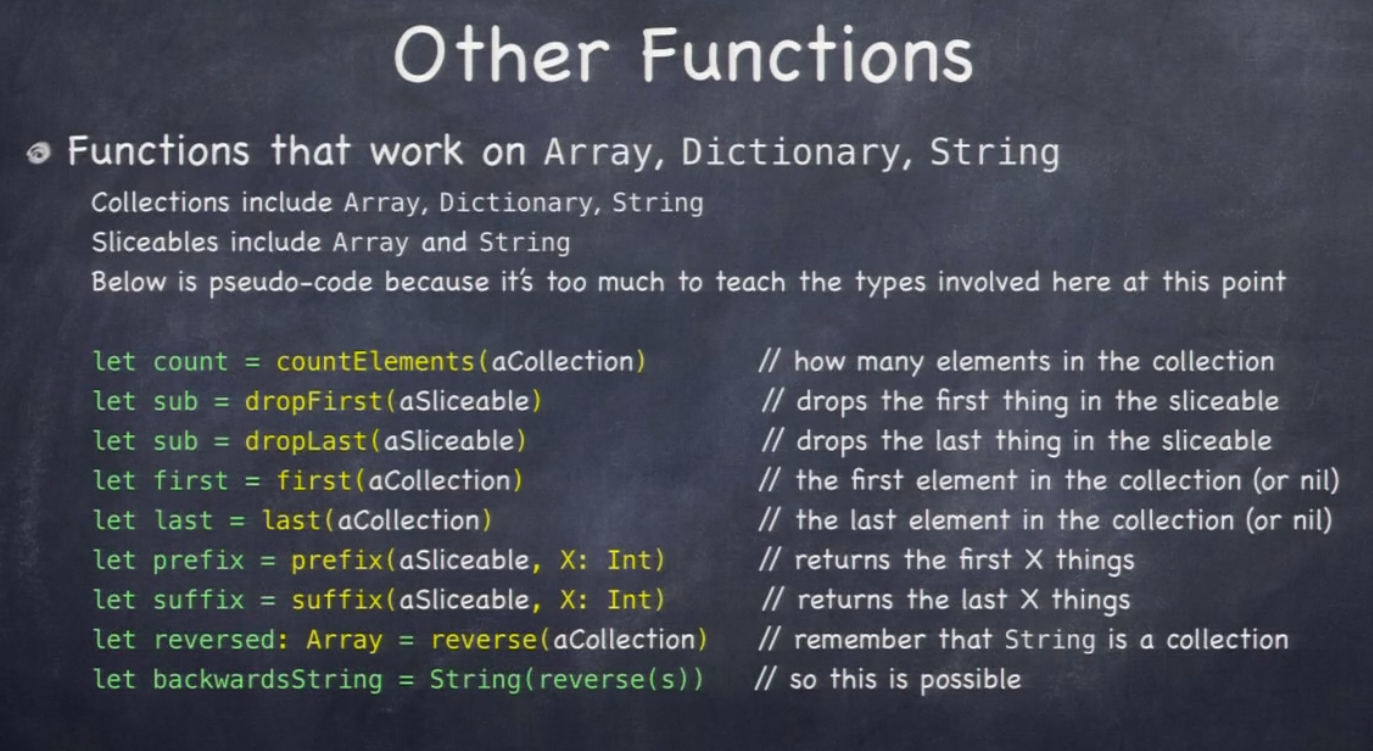 Other Functions
Functions that work on Array, Dictionary, String
Collections include Array, Dictionary, String
Sliceables include Array and String
Below is pseudo-code because it's too much to teach the types involved here at this point
let count = countElements(aCollection) // how many elements in the collection
let sub = dropFirst(aSliceable) // drops the first thing in the sliceable
let sub = dropLast(aSliceable) // drops the last thing in the sliceable
let first = first(aCollection) // the first element in the collection (or nil)
let last = last(aCollection) // the last element in the collection (or nil)
let prefix = prefix(aSliceable, X: Int) // returns the first X things
let suffix = suffix(aSliceable, X: Int) // returns the last X things
let reversed: Array = reverse(aCollection) // remember that String is a collection
let backwardsString = String(reverse(s)) // so this is possible